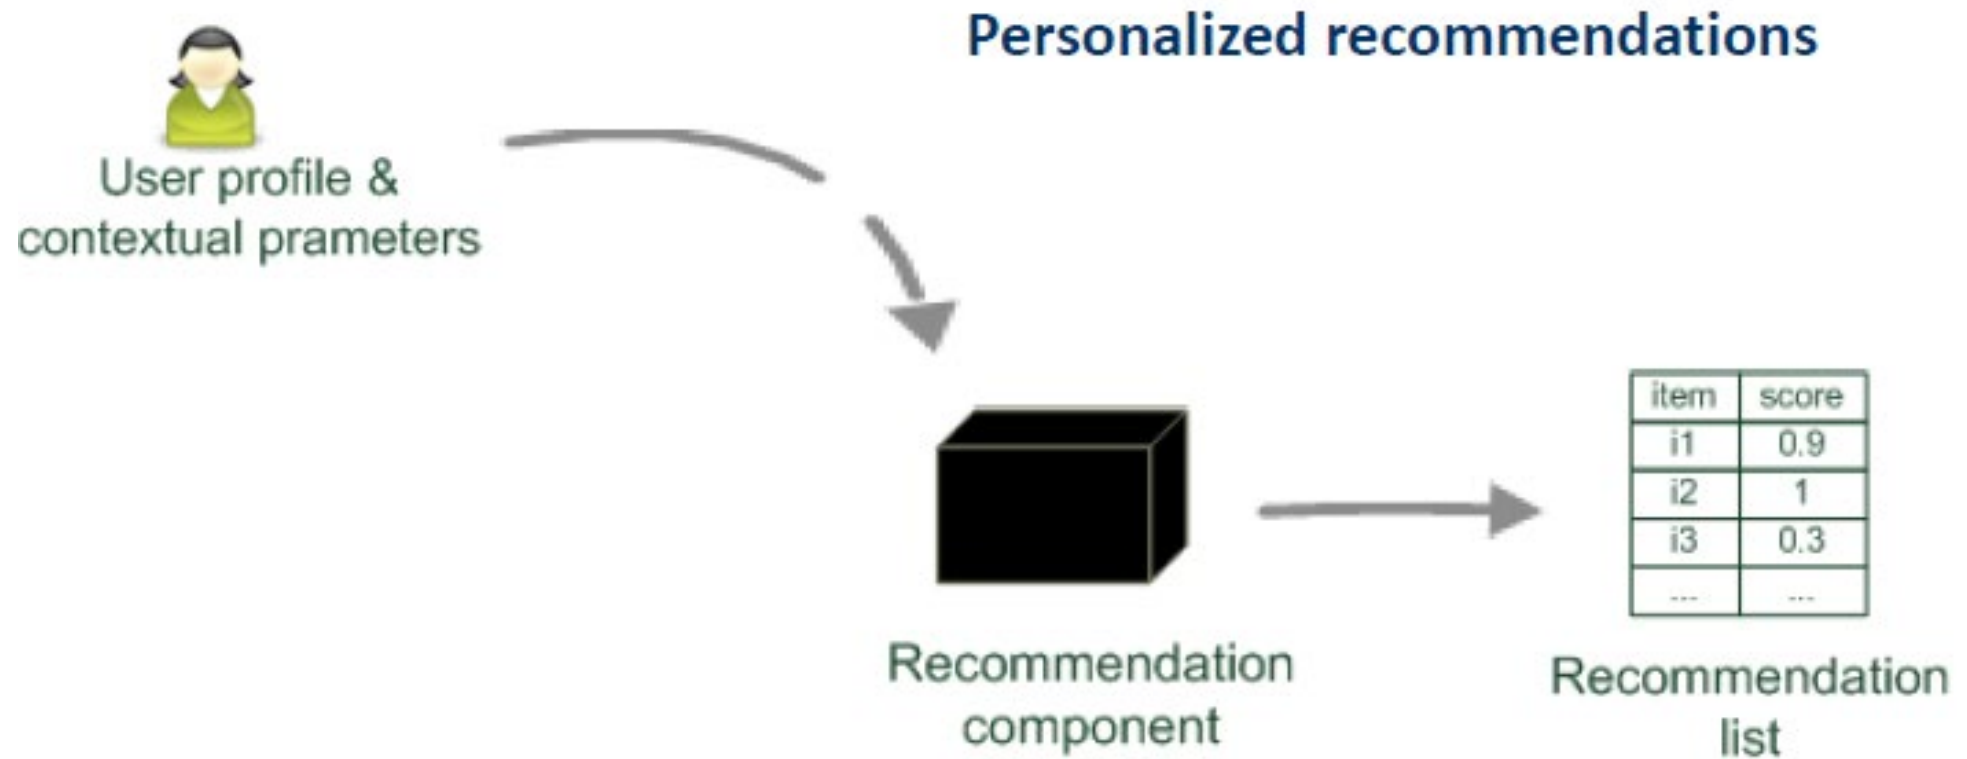 Personalized recommendations
User profile &
contextual prameters
item score
i1 0.9
i2 1
i3 0.3
... ...
Recommendation
component
Recommendation
list